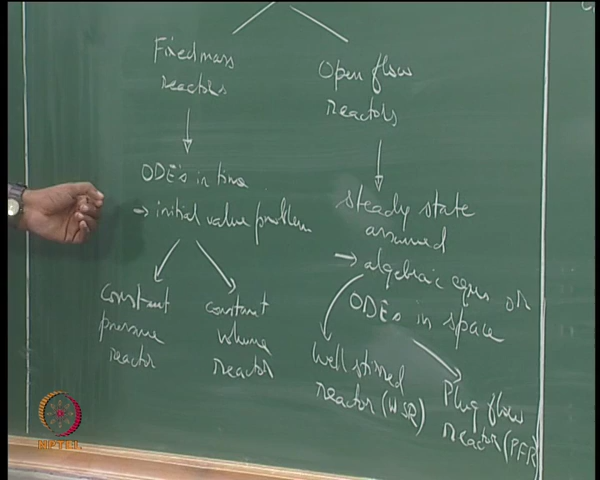 Fixed mass
reactors
ODE's in time
→ initial value problem
constant
pressure
reactor
constant
volume
reactor
Open flow
reactors
steady state
assumed
→ algebraic eqns or
ODEs in space
Well stirred
reactor (WSR)
Plug flow
reactor (PFR)
NPTEL